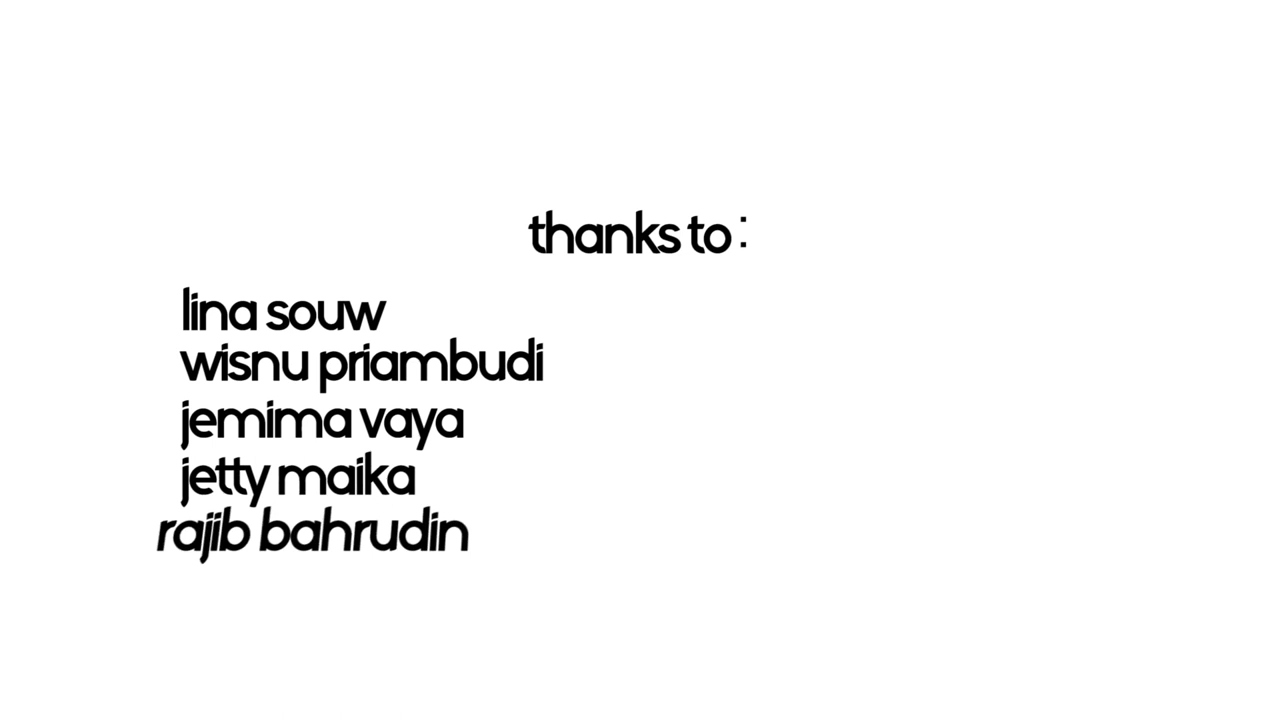 thanks to :
lina souw
wisnu priambudi
jemima vaya
jetty maika
rajib bahrudin